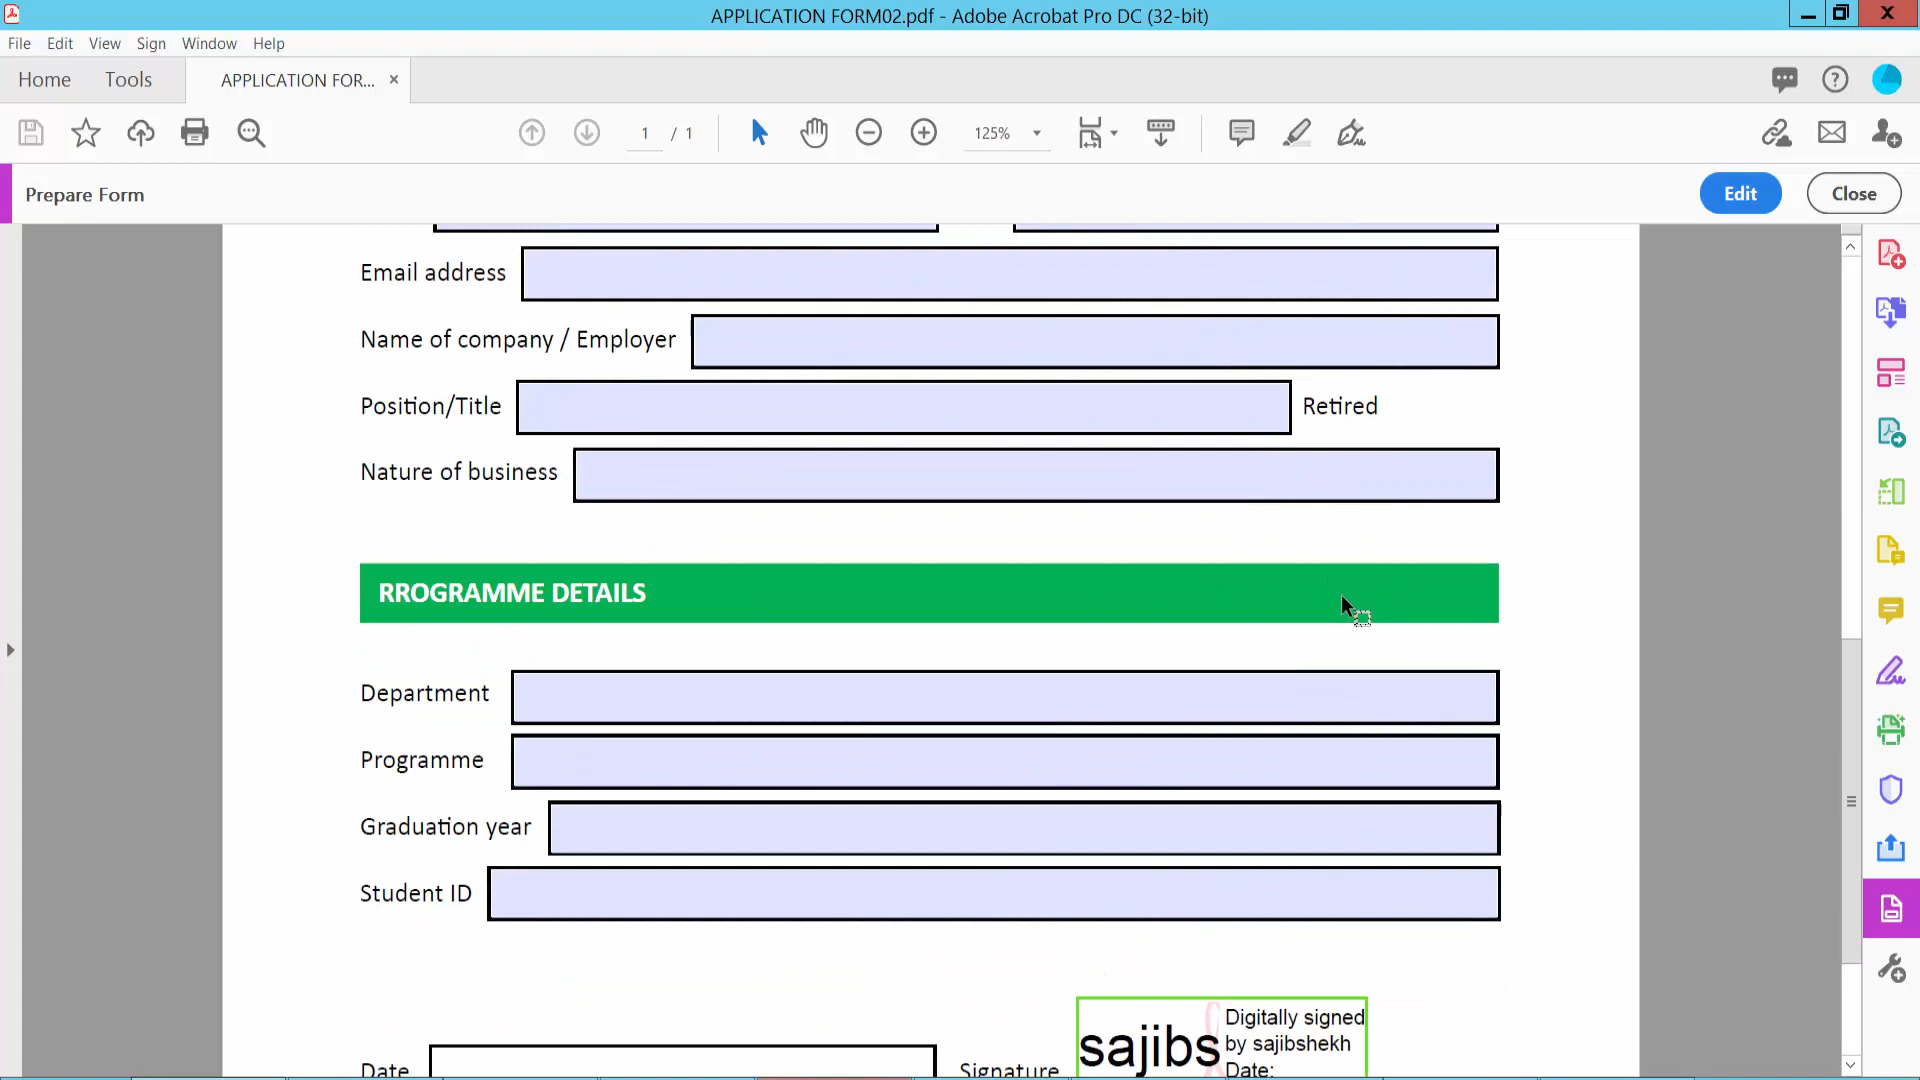 APPLICATION FORM02.pdf - Adobe Acrobat Pro DC (32-bit)
File Edit View Sign Window Help
Home Tools APPLICATION FOR... ×
1 / 1 125%
Prepare Form Edit Close
Email address
Name of company / Employer
Position/Title Retired
Nature of business
RROGRAMME DETAILS
Department
Programme
Graduation year
Student ID
Digitally signed
sajibs by sajibshekh
Date Signature Date: